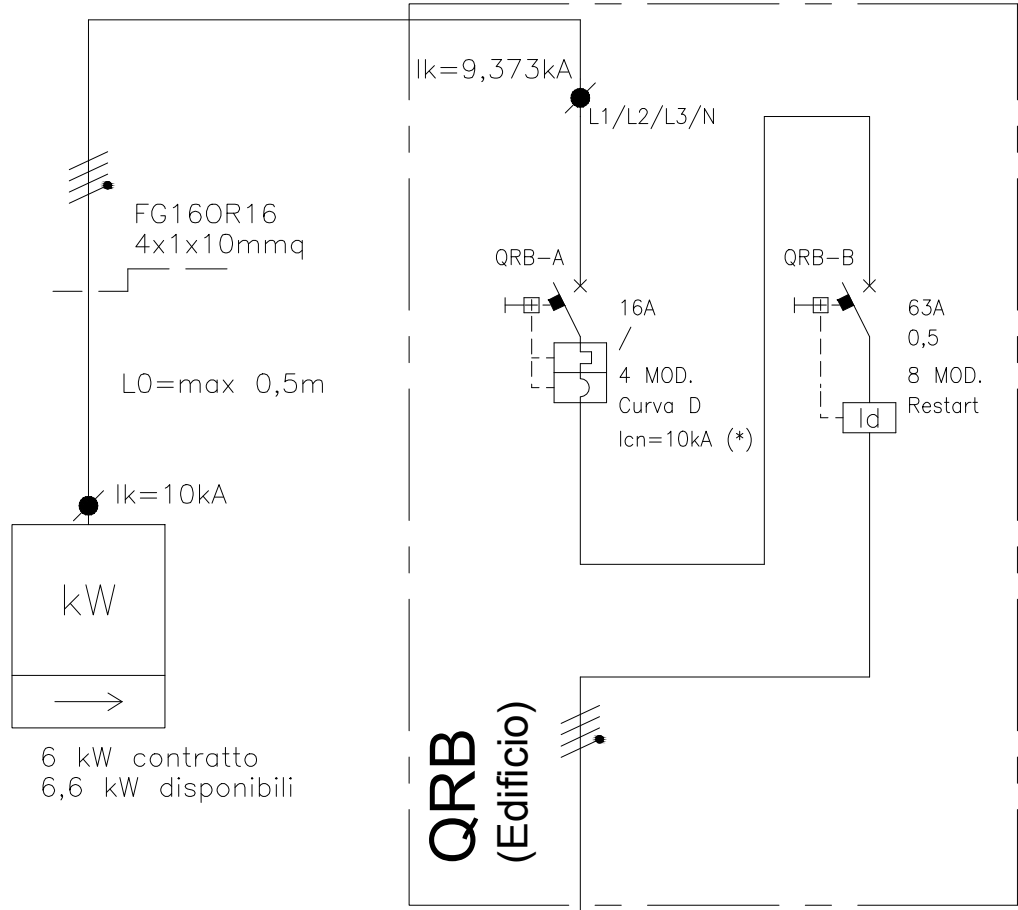 Ik=9,373kA
L1/L2/L3/N
FG16OR16
4x1x10mmq
L0=max 0,5m
Ik=10kA
kW
6 kW contratto
6,6 kW disponibili
QRB-A
16A
4 MOD.
Curva D
Icn=10kA (*)
QRB-B
63A
0,5
8 MOD.
Restart
Id
QRB
(Edificio)